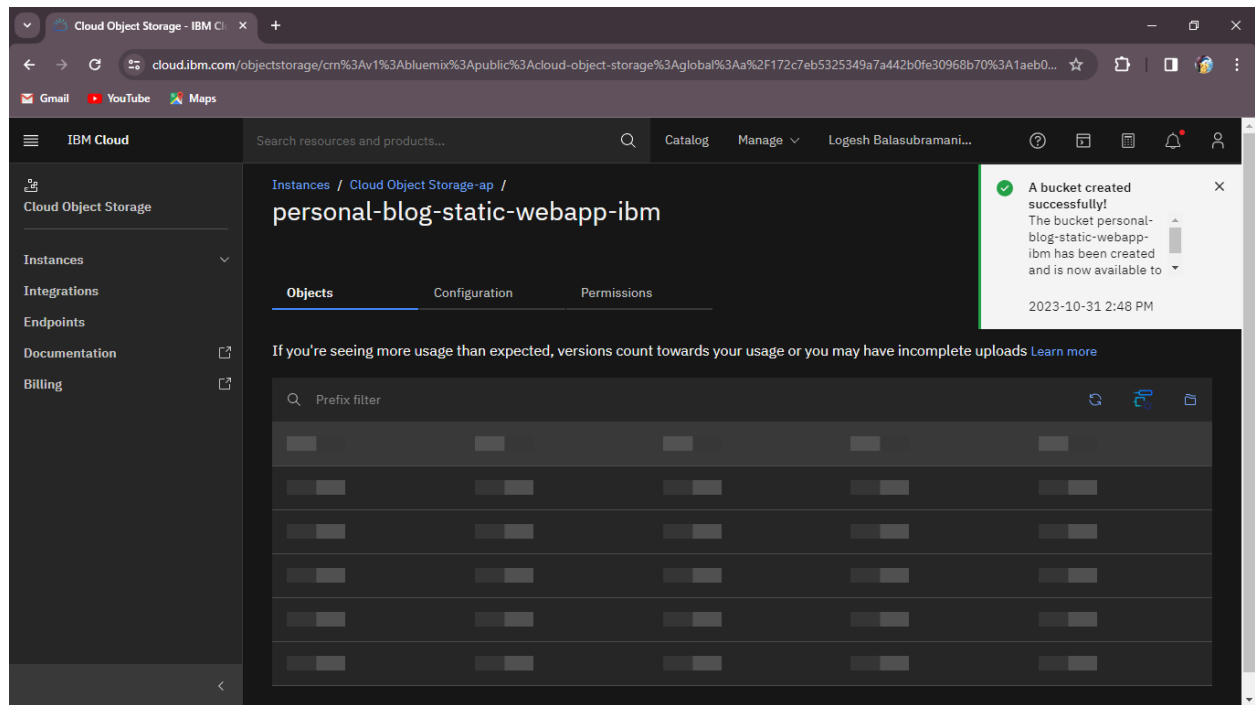 Cloud Object Storage - IBM Cl
cloud.ibm.com/objectstorage/crn%3Av1%3Abluemix%3Apublic%3Acloud-object-storage%3Aglobal%3Aa%2F172c7eb5325349a7a442b0fe30968b70%3A1aeb0...
Gmail YouTube Maps
IBM Cloud Search resources and products... Catalog Manage Logesh Balasubramani...
Cloud Object Storage
Instances
Integrations
Endpoints
Documentation
Billing
Instances / Cloud Object Storage-ap /
personal-blog-static-webapp-ibm
A bucket created
successfully!
The bucket personal-
blog-static-webapp-
ibm has been created
and is now available to
2023-10-31 2:48 PM
Objects Configuration Permissions
If you're seeing more usage than expected, versions count towards your usage or you may have incomplete uploads Learn more
Prefix filter